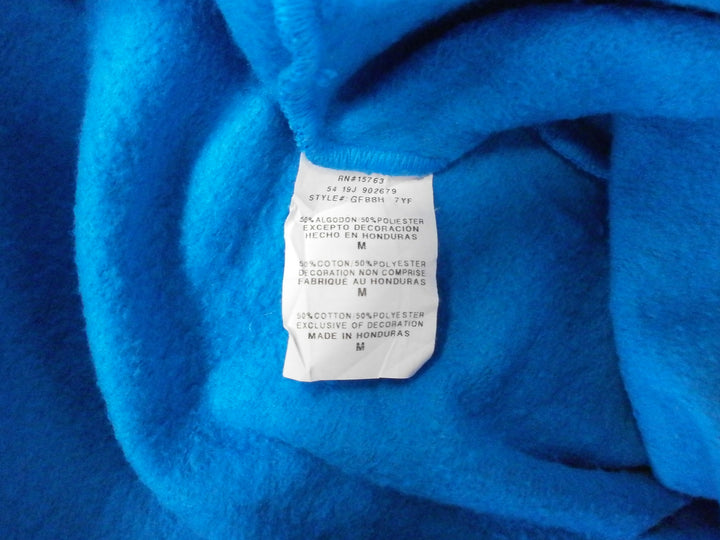 RN#15763
54 19J 902679
STYLE#: GF88H 7YF
50%ALGODON/50%POLIESTER
EXCEPTO DECORACION
HECHO EN HONDURAS
M
50%COTON/50%POLYESTER
DECORATION NON COMPRISE
FABRIQUE AU HONDURAS
M
50%COTTON/50%POLYESTER
EXCLUSIVE OF DECORATION
MADE IN HONDURAS
M